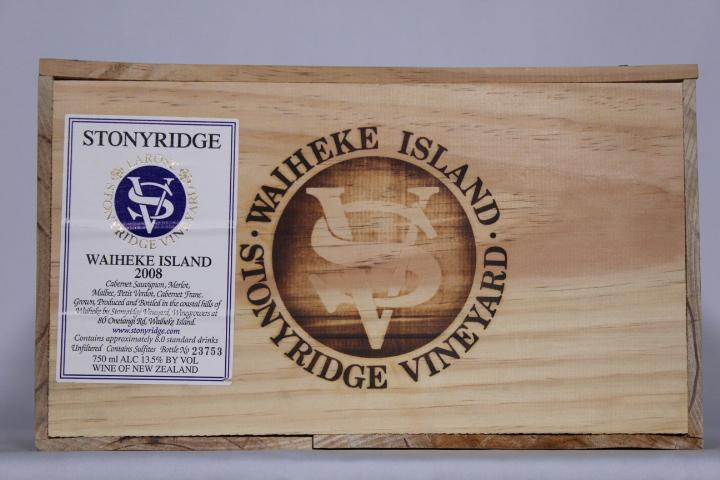 STONYRIDGE
LAROSE
STONYRIDGE VINEYARD
SV
WAIHEKE ISLAND
2008
Cabernet Sauvignon, Merlot,
Malbec, Petit Verdot, Cabernet Franc.
Grown, Produced and Bottled in the coastal hills of
Waiheke by Stonyridge Vineyard, Winegrowers at
80 Onetangi Rd, Waiheke Island.
www.stonyridge.com
Contains approximately 8.0 standard drinks
Unfiltered Contains Sulfites Bottle No 23753
750 ml ALC 13.5% BY VOL
WINE OF NEW ZEALAND
· WAIHEKE ISLAND ·
STONYRIDGE VINEYARD
SV